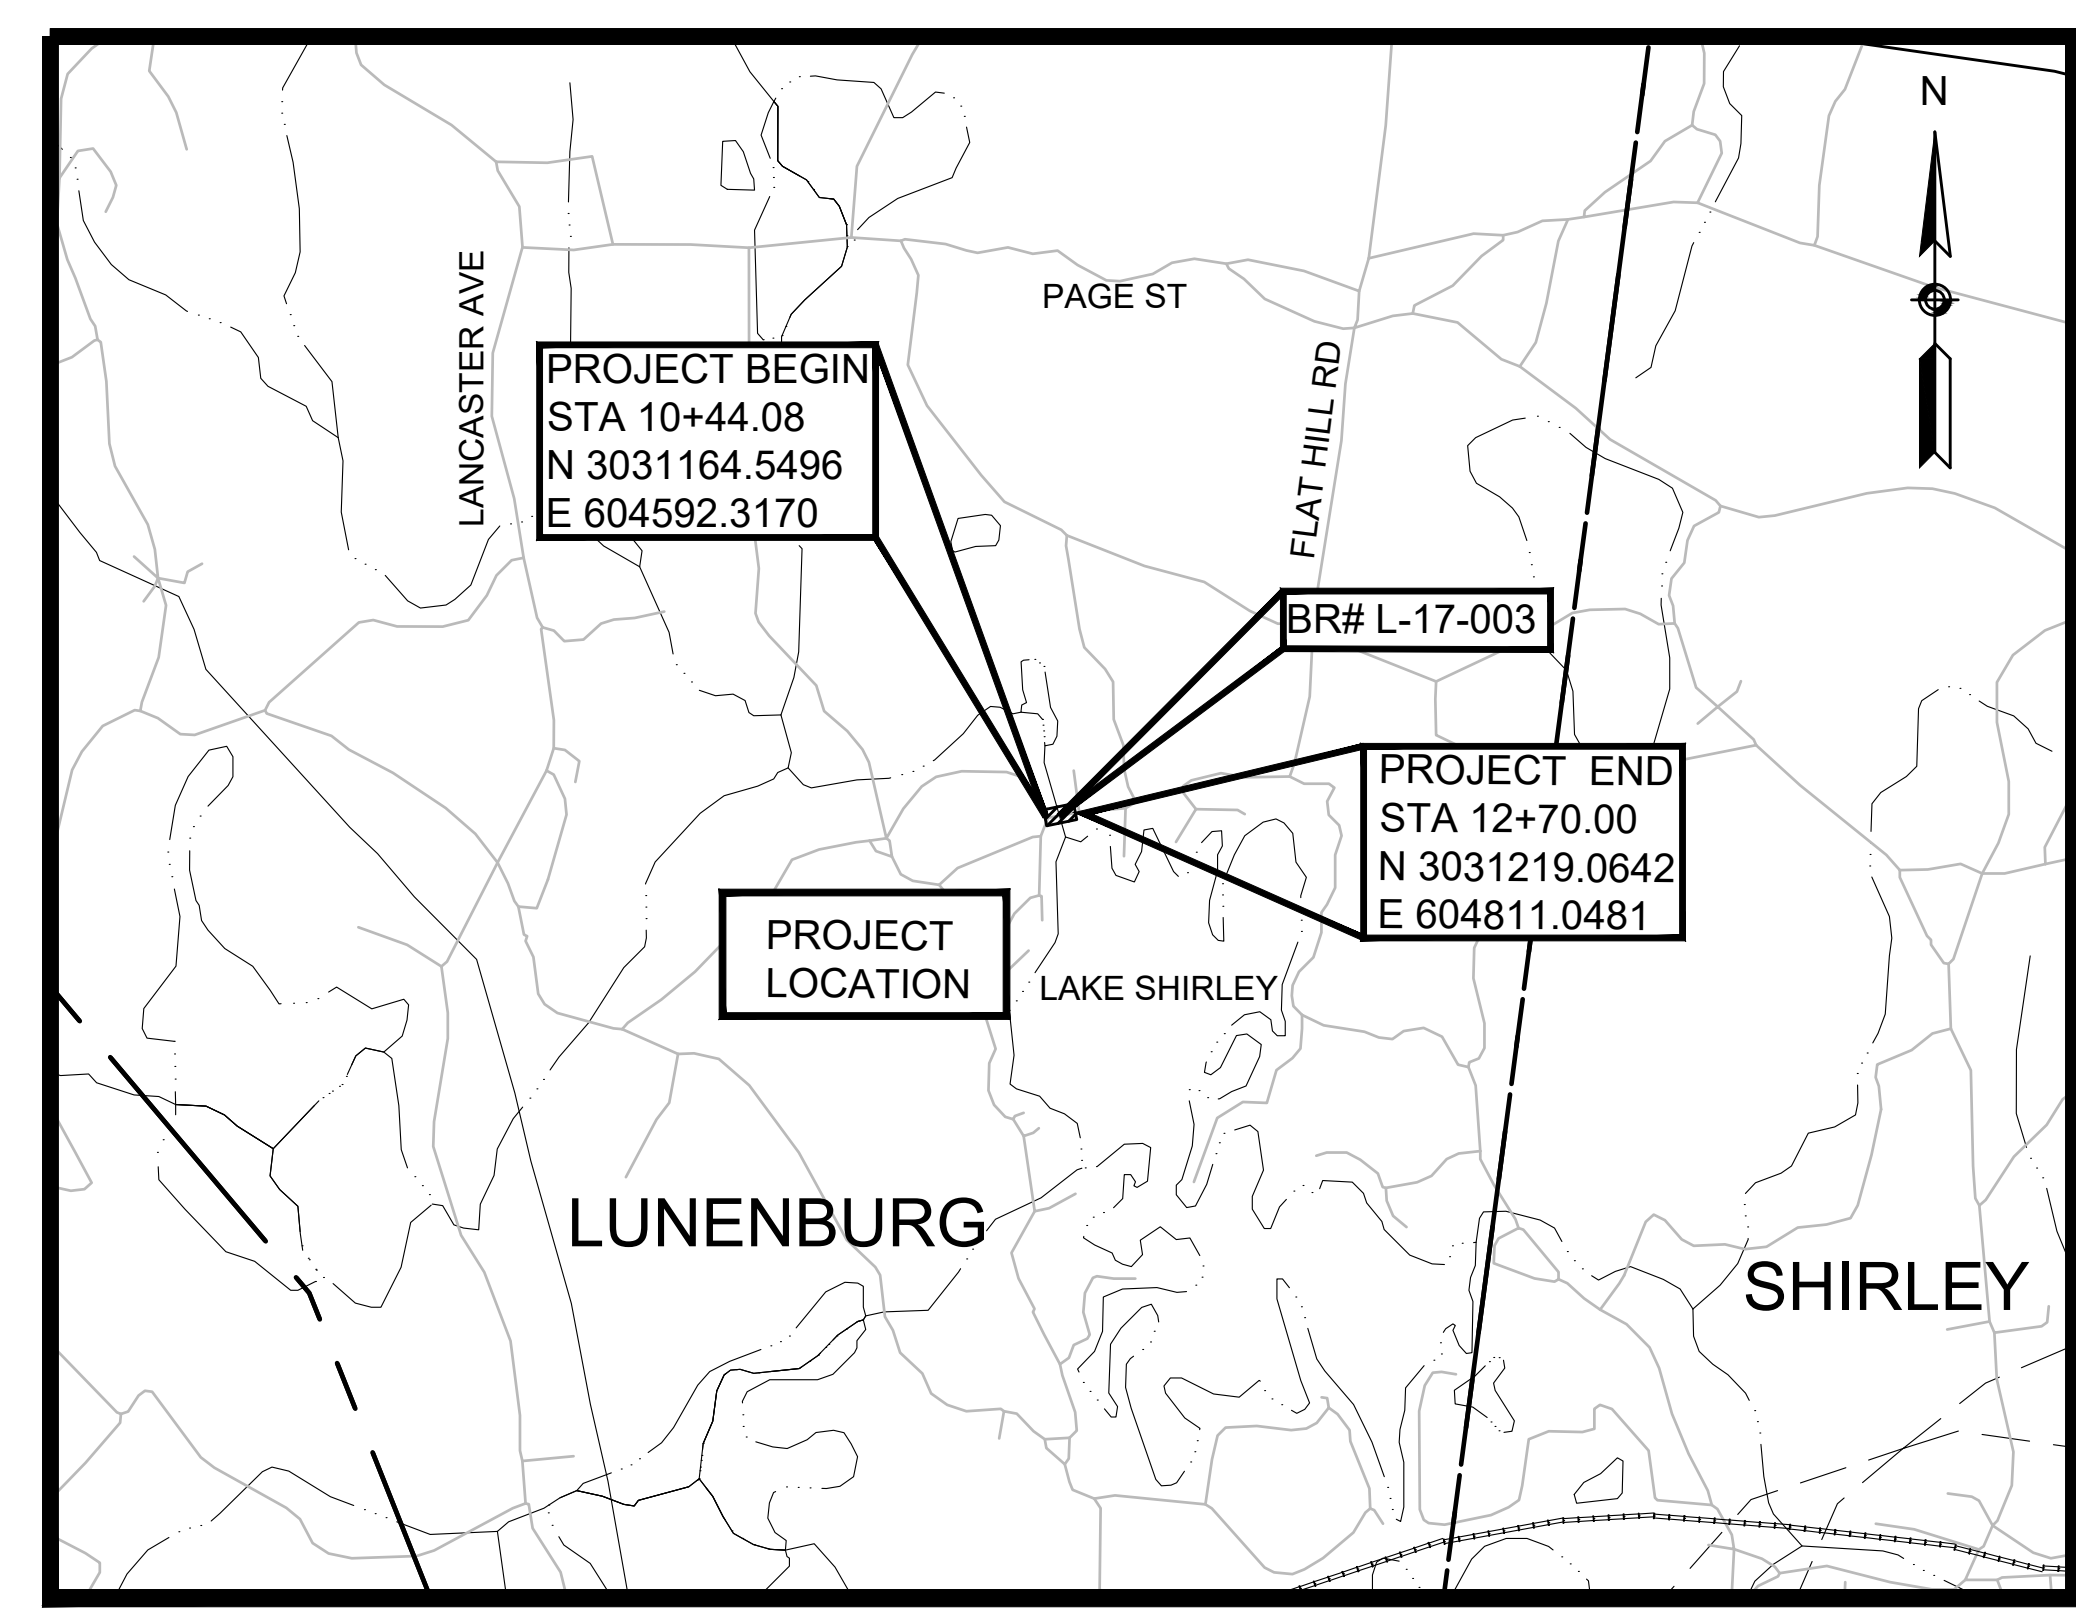 N
PAGE ST
LANCASTER AVE
PROJECT BEGIN
STA 10+44.08
N 3031164.5496
E 604592.3170
FLAT HILL RD
BR# L-17-003
PROJECT END
STA 12+70.00
N 3031219.0642
E 604811.0481
PROJECT
LOCATION
LAKE SHIRLEY
LUNENBURG
SHIRLEY